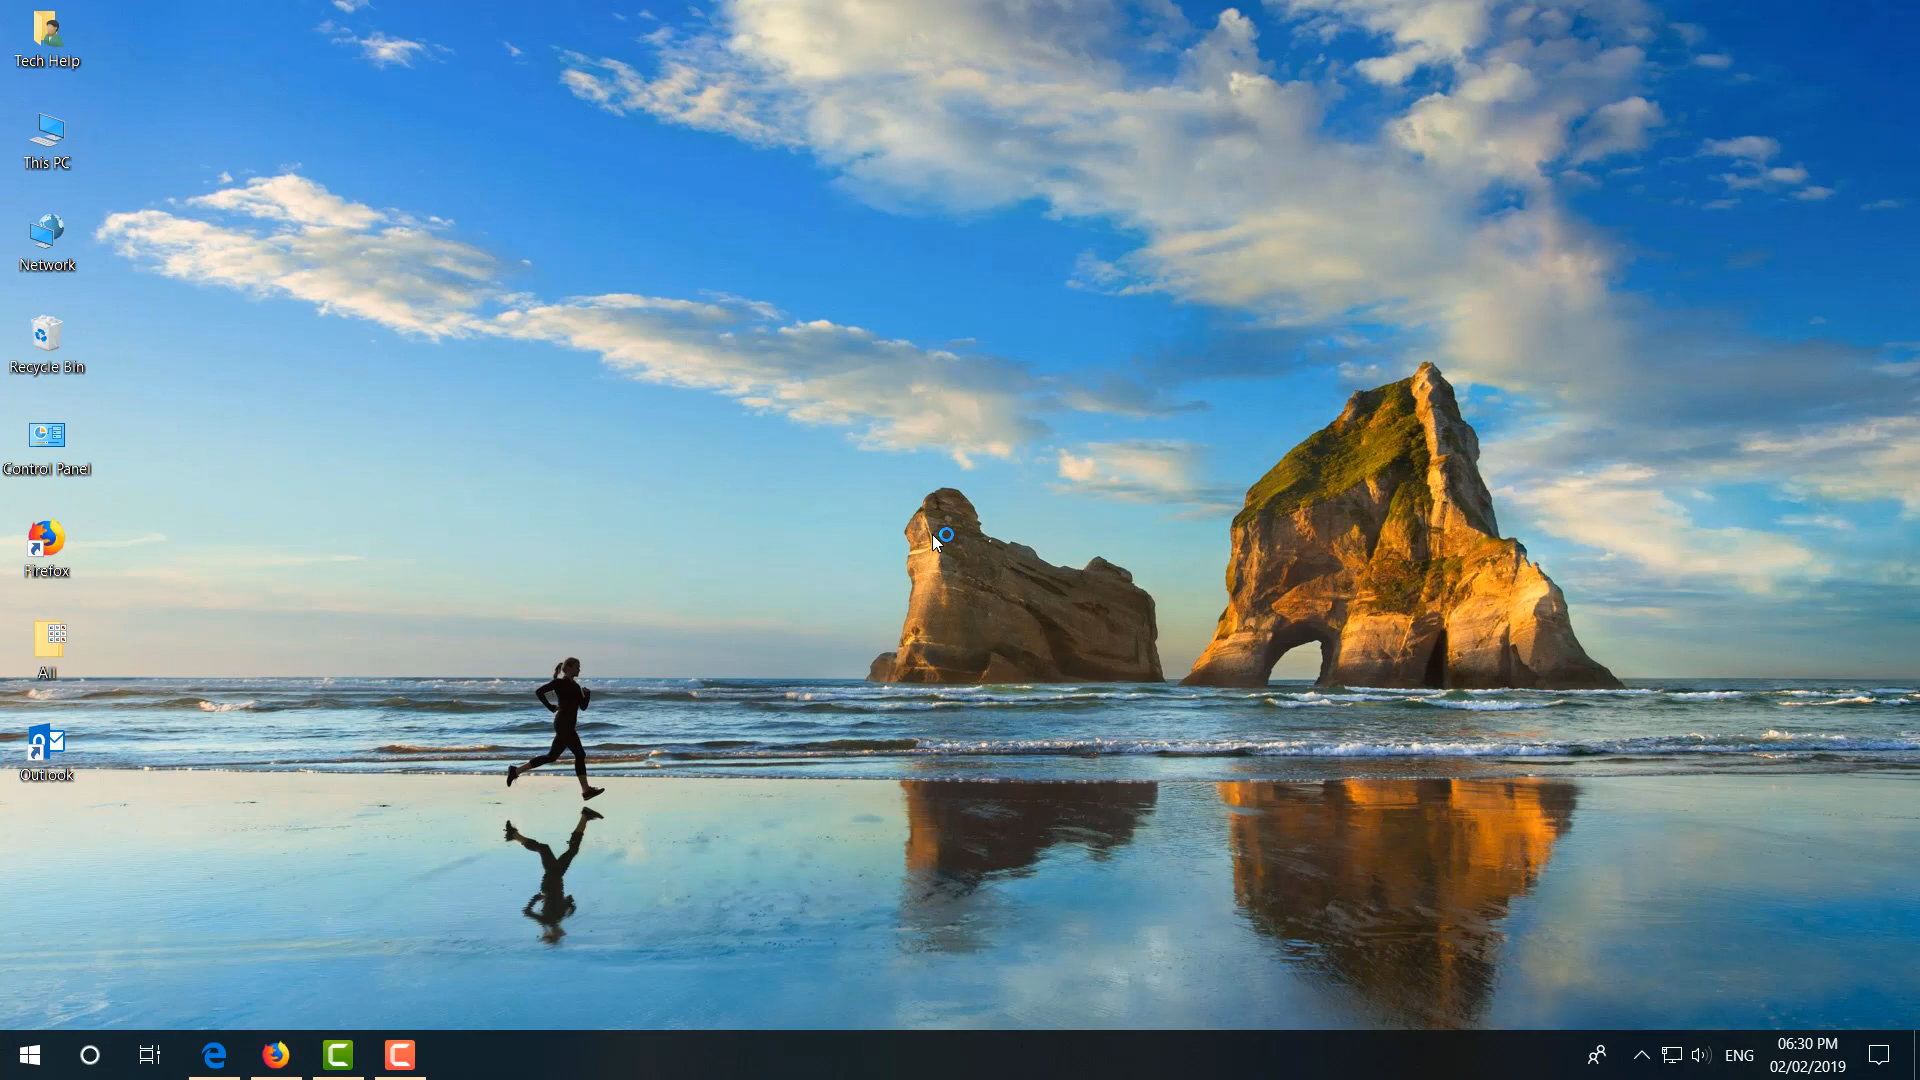 Tech Help
This PC
Network
Recycle Bin
Control Panel
Firefox
All
Outlook
ENG
06:30 PM
02/02/2019